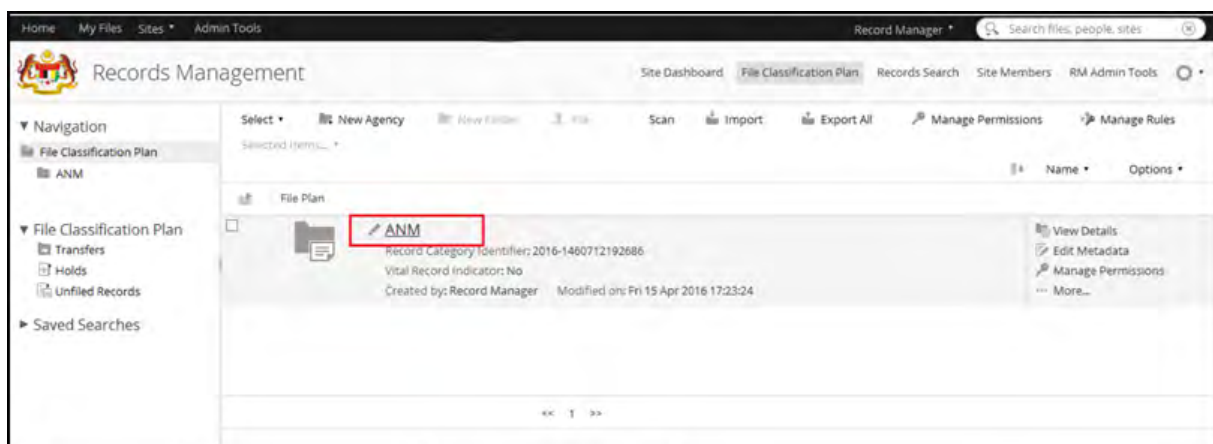 Home My Files Sites Admin Tools Record Manager Search files, people, sites
Records Management Site Dashboard File Classification Plan Records Search Site Members RM Admin Tools
Navigation
File Classification Plan
ANM
File Classification Plan
Transfers
Holds
Unfiled Records
Saved Searches
Select New Agency New Folder File Scan Import Export All Manage Permissions Manage Rules
Selected items...
Name Options
File Plan
ANM
Record Category Identifier: 2016-1460712192686
Vital Record Indicator: No
Created by: Record Manager Modified on: Fri 15 Apr 2016 17:23:24
View Details
Edit Metadata
Manage Permissions
More...
<< 1 >>